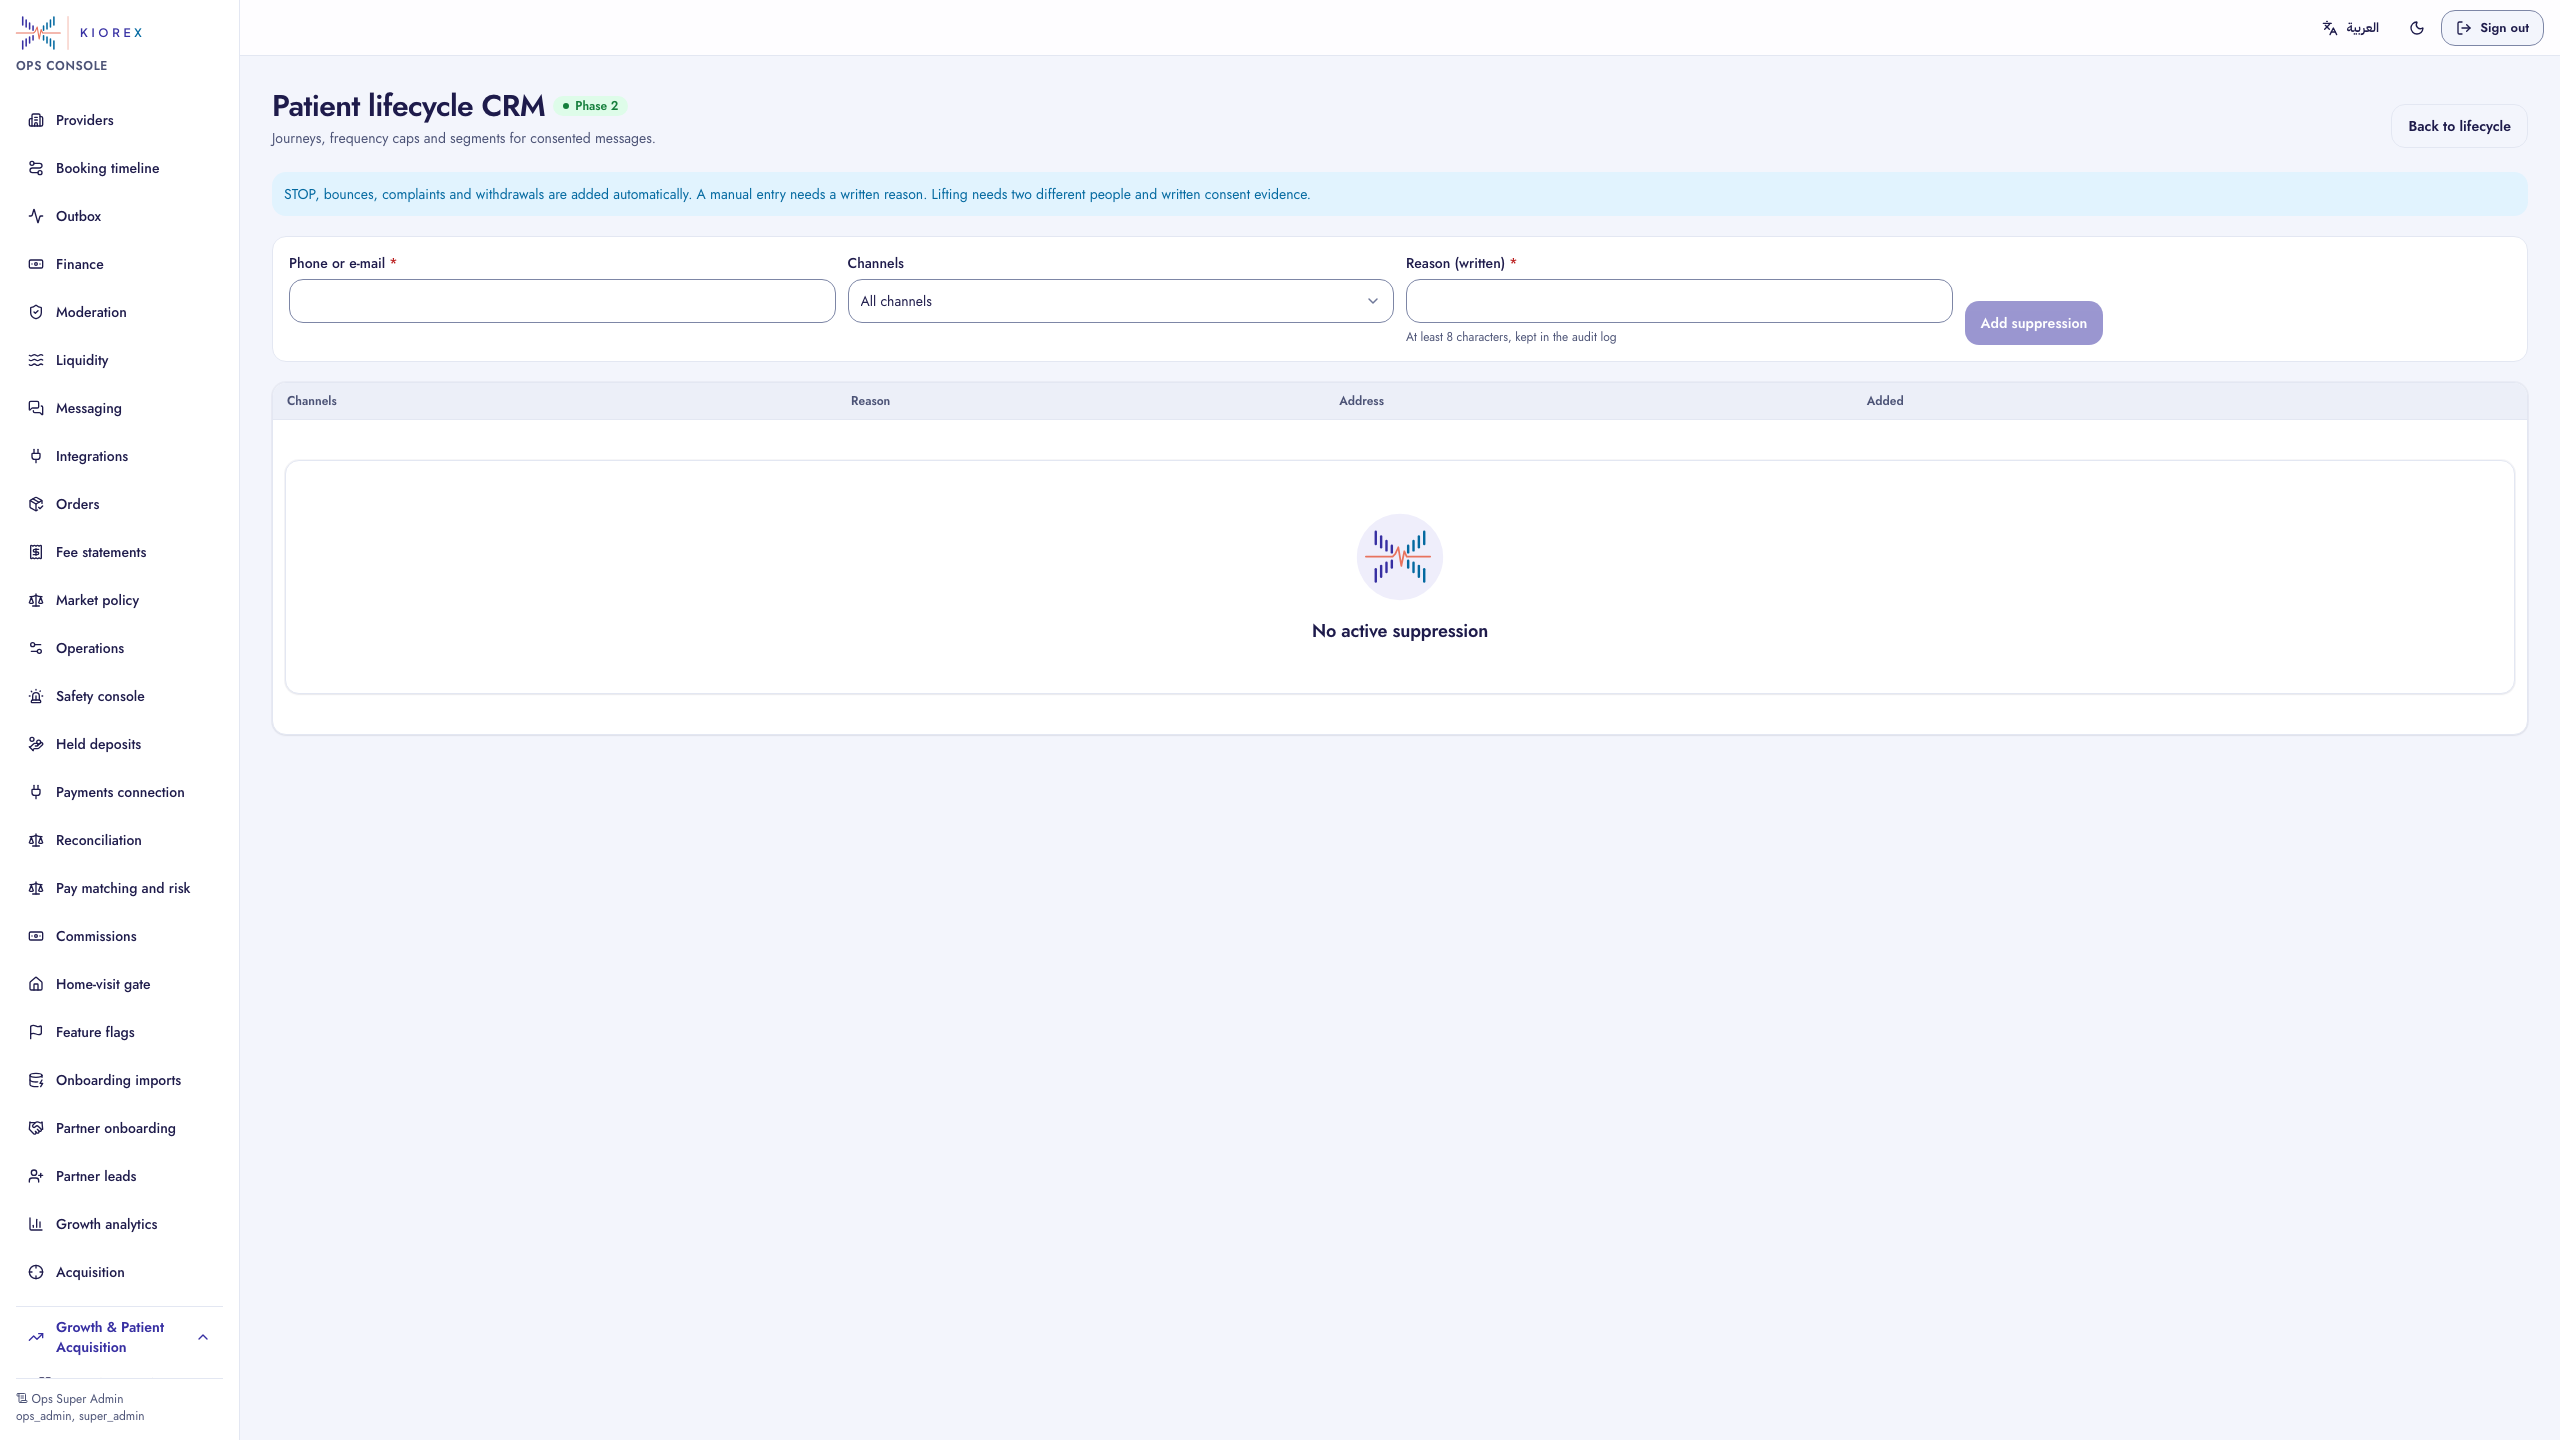 KIOREX
OPS CONSOLE
Providers
Booking timeline
Outbox
Finance
Moderation
Liquidity
Messaging
Integrations
Orders
Fee statements
Market policy
Operations
Safety console
Held deposits
Payments connection
Reconciliation
Pay matching and risk
Commissions
Home-visit gate
Feature flags
Onboarding imports
Partner onboarding
Partner leads
Growth analytics
Acquisition
Growth & Patient
Acquisition
Ops Super Admin
ops_admin, super_admin
العربية
Sign out
Patient lifecycle CRM
Phase 2
Journeys, frequency caps and segments for consented messages.
Back to lifecycle
STOP, bounces, complaints and withdrawals are added automatically. A manual entry needs a written reason. Lifting needs two different people and written consent evidence.
Phone or e-mail *
Channels
All channels
Reason (written) *
At least 8 characters, kept in the audit log
Add suppression
Channels Reason Address Added
No active suppression